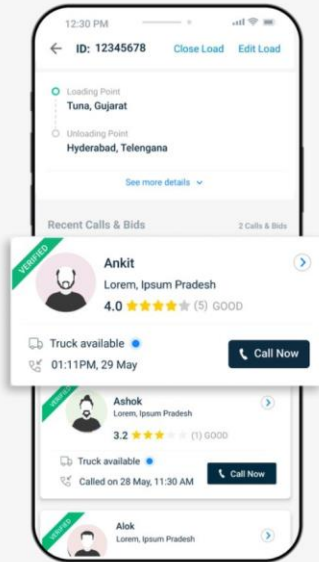 12:30 PM
ID: 12345678 Close Load Edit Load
Loading Point
Tuna, Gujarat
Unloading Point
Hyderabad, Telengana
See more details
Recent Calls & Bids 2 Calls & Bids
VERIFIED
Ankit
Lorem, Ipsum Pradesh
4.0 (5) GOOD
Truck available
01:11PM, 29 May
Call Now
VERIFIED
Ashok
Lorem, Ipsum Pradesh
3.2 (1) GOOD
Truck available
Called on 28 May, 11:30 AM
Call Now
VERIFIED
Alok
Lorem, Ipsum Pradesh